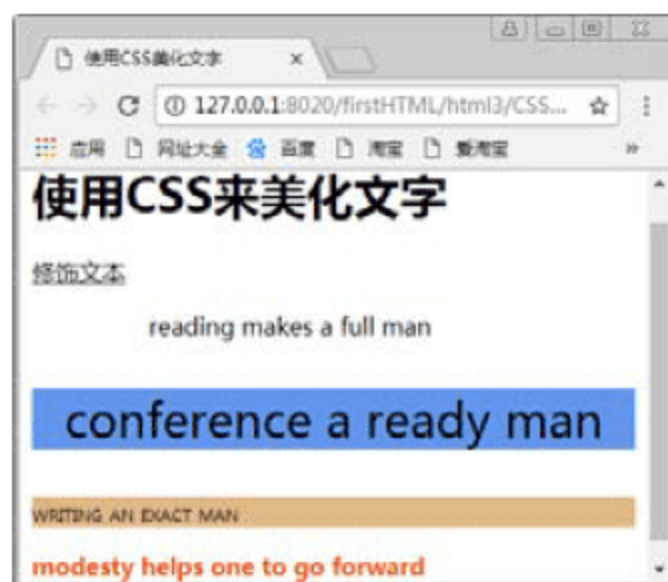 使用CSS美化文字
127.0.0.1:8020/firstHTML/html3/CSS...
应用 网址大全 百度 淘宝 爱淘宝 »
使用CSS来美化文字
修饰文本
reading makes a full man
conference a ready man
WRITING AN EXACT MAN
modesty helps one to go forward